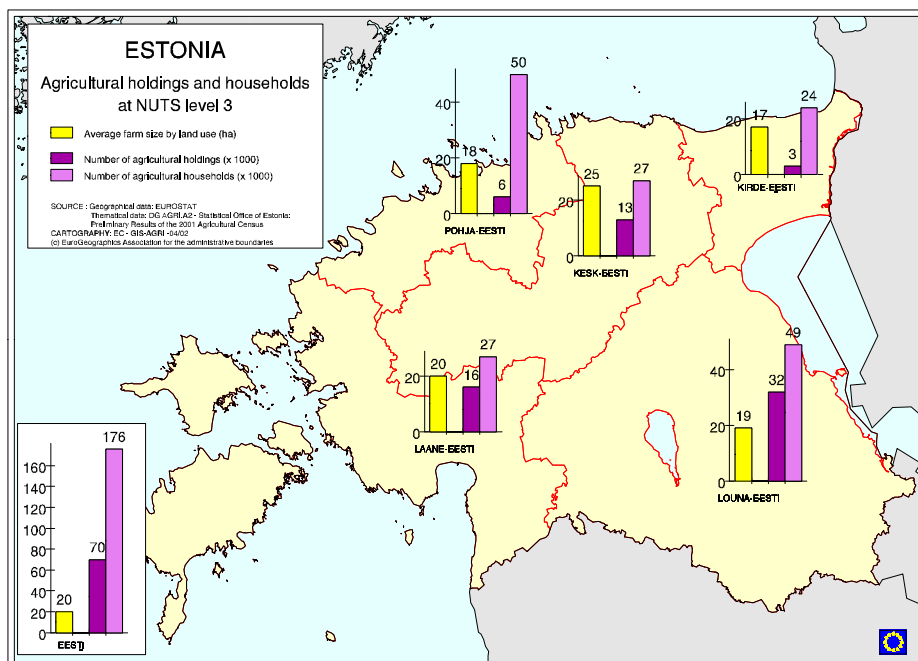 ESTONIA
Agricultural holdings and households
at NUTS level 3
Average farm size by land use (ha)
Number of agricultural holdings (x 1000)
Number of agricultural households (x 1000)
SOURCE : Geographical data: EUROSTAT
Thematical data: DG AGRI.A2 - Statistical Office of Estonia:
Preliminary Results of the 2001 Agricultural Census
CARTOGRAPHY: EC - GIS-AGRI -04/02
(c) EuroGeographics Association for the administrative boundaries
50
40
20
0
18
6
POHJA-EESTI
25
27
20
13
0
KESK-EESTI
24
20
17
3
0
KIRDE-EESTI
27
20
20
16
0
LAANE-EESTI
49
40
32
20
19
0
LOUNA-EESTI
176
160
140
120
100
80
70
60
40
20
20
0
EESTI